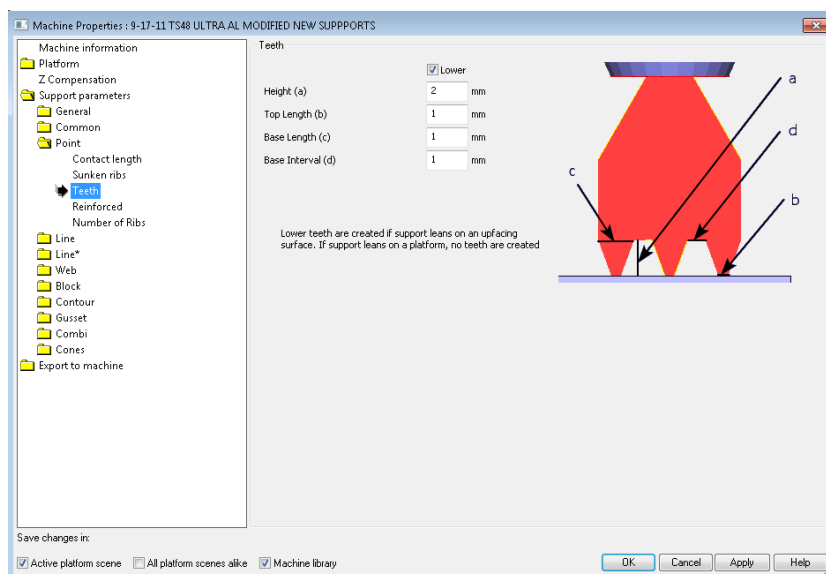 Machine Properties : 9-17-11 TS48 ULTRA AL MODIFIED NEW SUPPPORTS
Machine information
Platform
Z Compensation
Support parameters
General
Common
Point
Contact length
Sunken ribs
Teeth
Reinforced
Number of Ribs
Line
Line*
Web
Block
Contour
Gusset
Combi
Cones
Export to machine
Teeth
Lower
Height (a) 2 mm
Top Length (b) 1 mm
Base Length (c) 1 mm
Base Interval (d) 1 mm
Lower teeth are created if support leans on an upfacing
surface. If support leans on a platform, no teeth are created
a
d
c
b
Save changes in:
Active platform scene All platform scenes alike Machine library
OK Cancel Apply Help